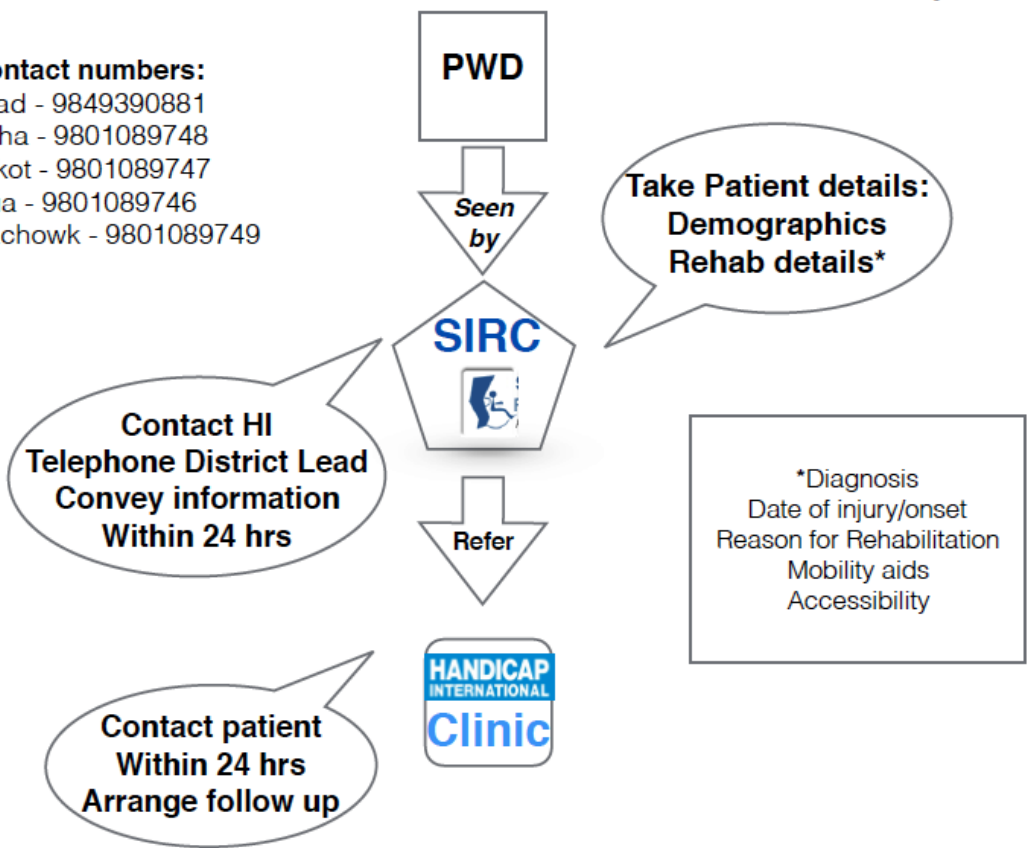 ontact numbers:
ad - 9849390881
ha - 9801089748
kot - 9801089747
a - 9801089746
chowk - 9801089749
PWD
Seen
by
Take Patient details:
Demographics
Rehab details*
SIRC
Contact HI
Telephone District Lead
Convey information
Within 24 hrs
Refer
*Diagnosis
Date of injury/onset
Reason for Rehabilitation
Mobility aids
Accessibility
HANDICAP
INTERNATIONAL
Clinic
Contact patient
Within 24 hrs
Arrange follow up